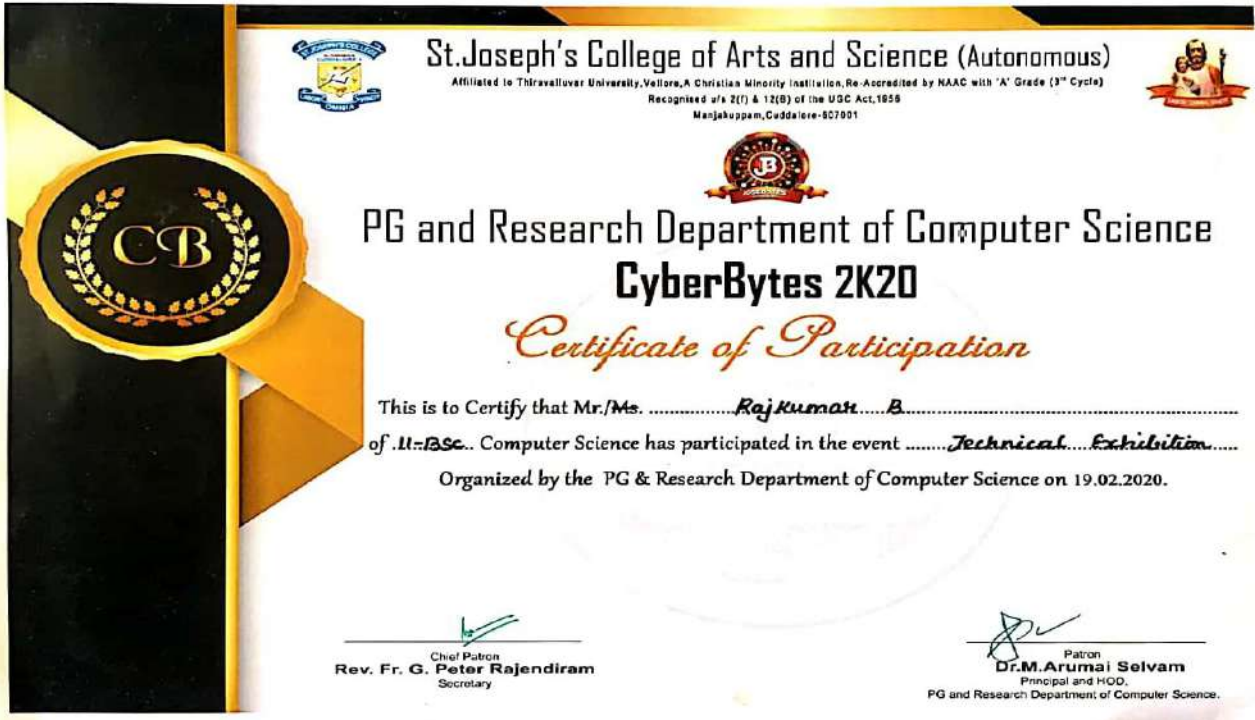 St.Joseph's College of Arts and Science (Autonomous)
Affiliated to Thiravalluvar University,Vellore,A Christian Minority Institution,Re-Accredited by NAAC with 'A' Grade (3rd Cycle)
Recognised u/s 2(f) & 12(B) of the UGC Act,1956
Manjakuppam,Cuddalore-607001
ST.JOSEPH'S COLLEGE
JB
PG and Research Department of Computer Science
CB
CyberBytes 2K20
Certificate of Participation
This is to Certify that Mr./Ms. ................Rajkumar.....B.................
of .II-BSc.. Computer Science has participated in the event ........Technical....Exhibition.....
Organized by the PG & Research Department of Computer Science on 19.02.2020.
Chief Patron
Rev. Fr. G. Peter Rajendiram
Secretary
Patron
Dr.M.Arumai Selvam
Principal and HOD,
PG and Research Department of Computer Science.